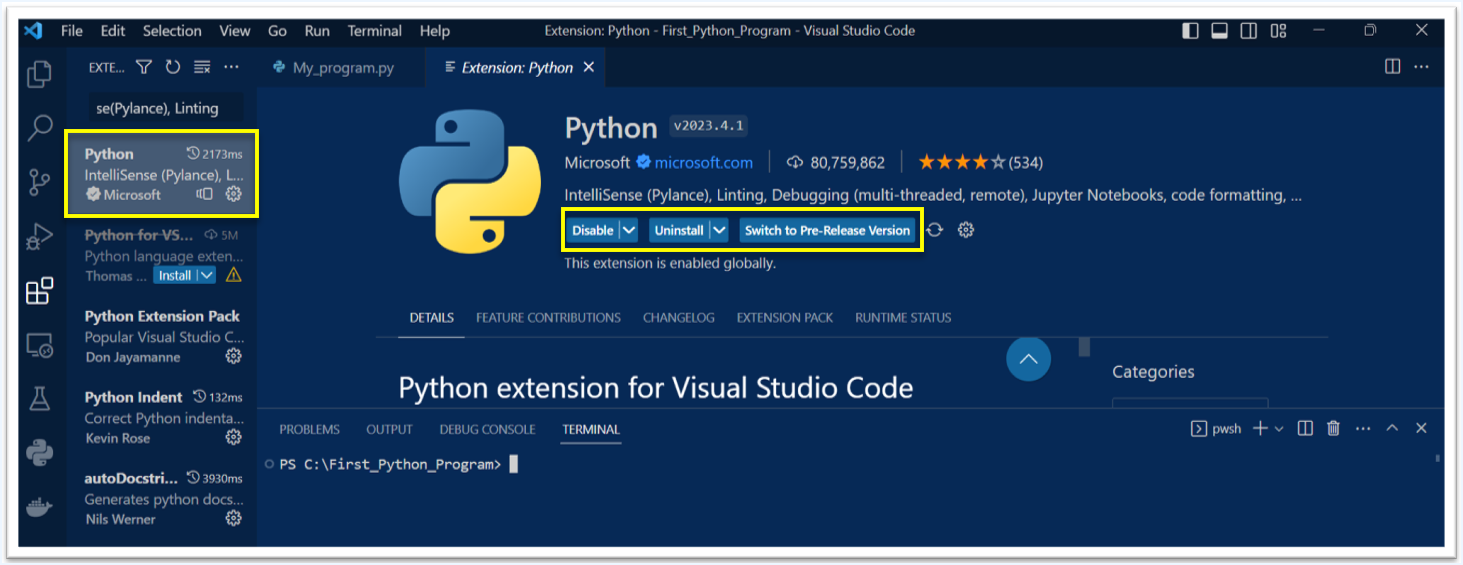 File Edit Selection View Go Run Terminal Help
Extension: Python - First_Python_Program - Visual Studio Code
EXTE...
My_program.py
Extension: Python
se(Pylance), Linting
Python 2173ms
IntelliSense (Pylance), L...
Microsoft
Python for VS... 5M
Python language exten...
Thomas ... Install
Python Extension Pack
Popular Visual Studio C...
Don Jayamanne
Python Indent 132ms
Correct Python indenta...
Kevin Rose
autoDocstri... 3930ms
Generates python docs...
Nils Werner
Python v2023.4.1
Microsoft microsoft.com 80,759,862 (534)
IntelliSense (Pylance), Linting, Debugging (multi-threaded, remote), Jupyter Notebooks, code formatting, ...
Disable Uninstall Switch to Pre-Release Version
This extension is enabled globally.
DETAILS FEATURE CONTRIBUTIONS CHANGELOG EXTENSION PACK RUNTIME STATUS
Python extension for Visual Studio Code
Categories
PROBLEMS OUTPUT DEBUG CONSOLE TERMINAL
pwsh
PS C:\First_Python_Program>